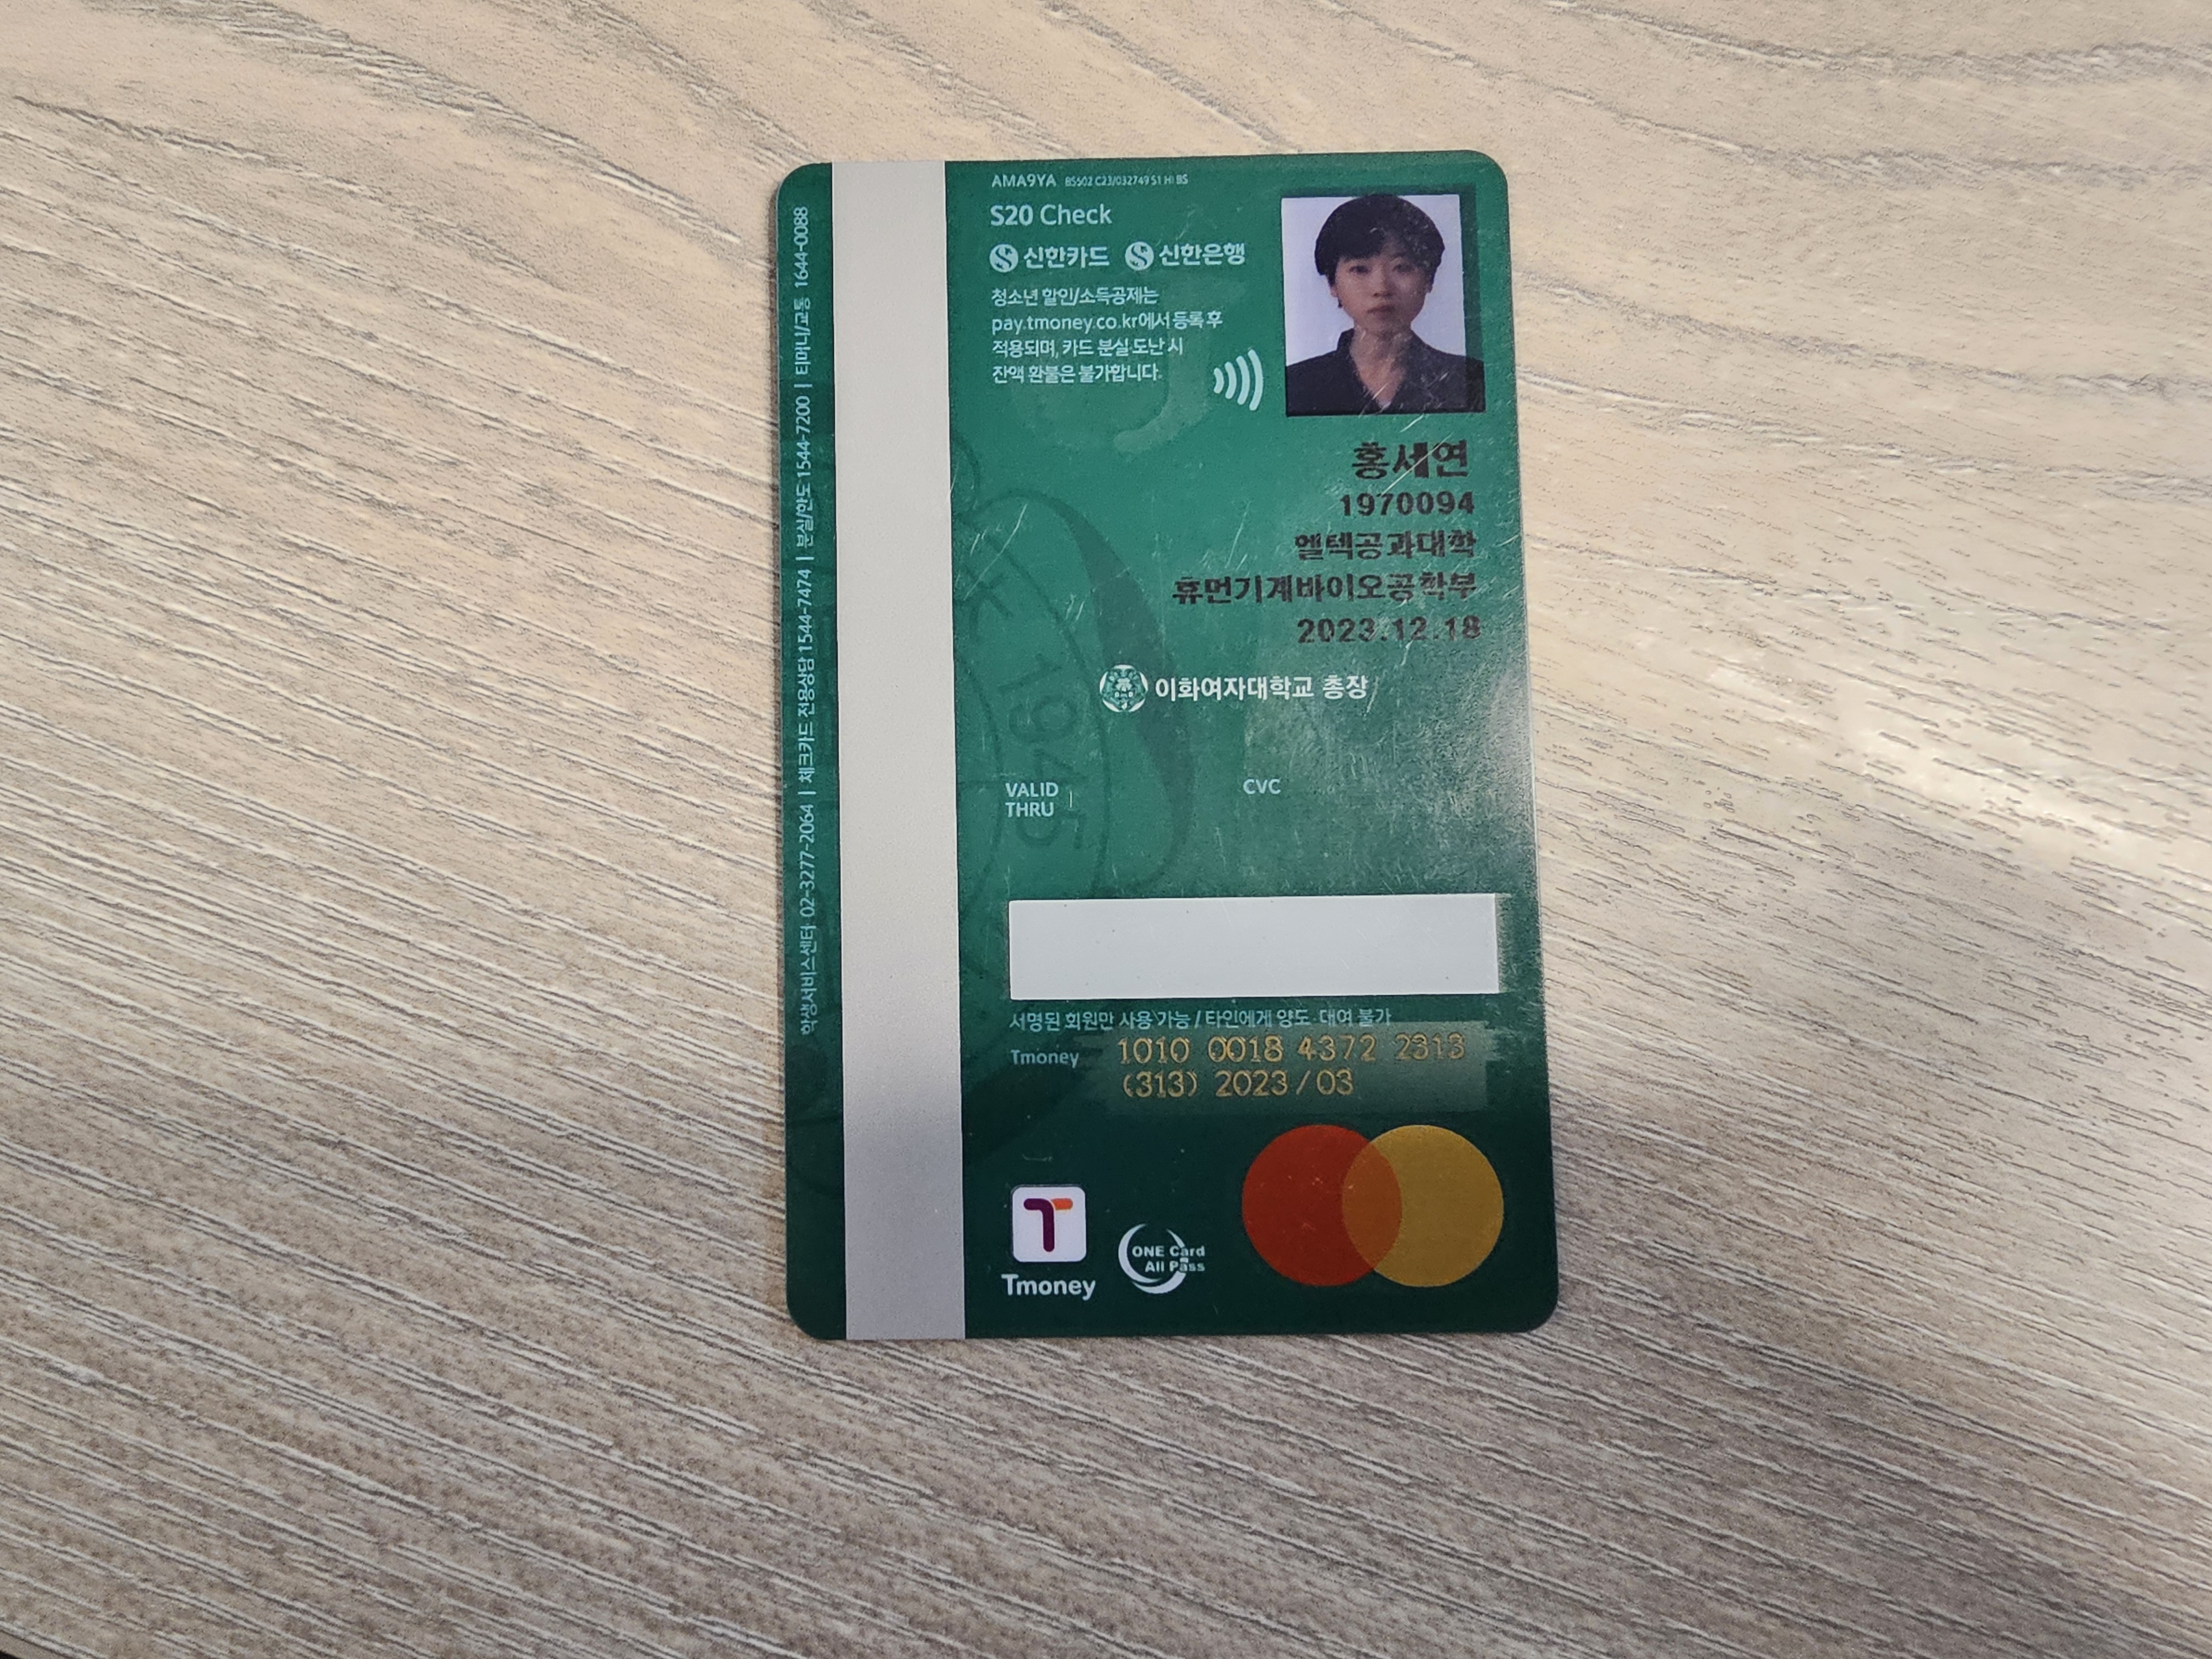 AMA9YA BS502 C23/032749 S1 HI BS
S20 Check
신한카드 신한은행
청소년 할인/소득공제는
pay.tmoney.co.kr에서 등록 후
적용되며, 카드 분실·도난 시
잔액 환불은 불가합니다.
홍세연
1970094
엘텍공과대학
휴먼기계바이오공학부
2023.12.18
이화여자대학교 총장
1945
VALID THRU
CVC
서명된 회원만 사용 가능 / 타인에게 양도·대여 불가
Tmoney 1010 0018 4372 2313
(313) 2023/03
Tmoney
ONE Card
All Pass
학생서비스센터 02-3277-2064 | 체크카드 전용상담 1544-7474 | 분실/한도 1544-7200 | 티머니/교통 1644-0088